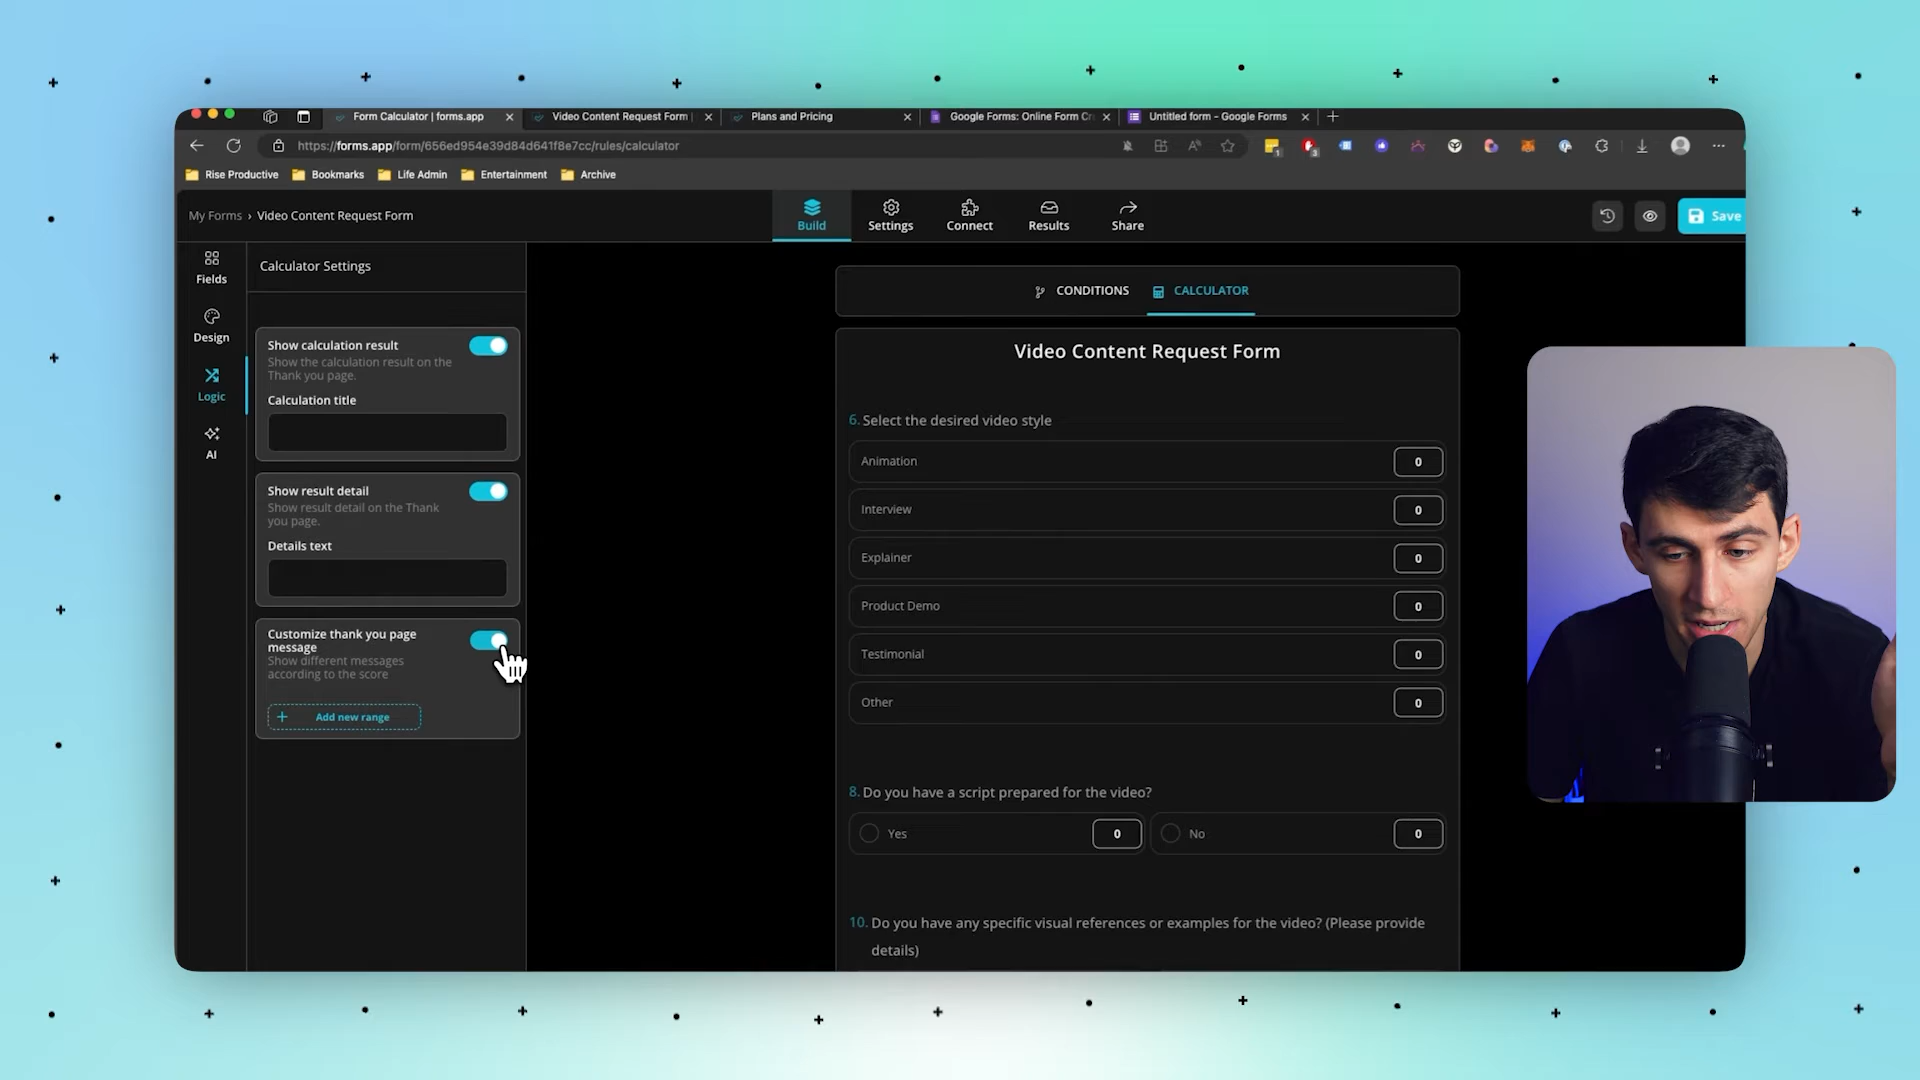 Form Calculator | forms.app
Video Content Request Form |
Plans and Pricing
Google Forms: Online Form Cr
Untitled form - Google Forms
https://forms.app/form/656ed954e39d84d641f8e7cc/rules/calculator
Rise Productive
Bookmarks
Life Admin
Entertainment
Archive
My Forms › Video Content Request Form
Build
Settings
Connect
Results
Share
Save
Fields
Design
Logic
AI
Calculator Settings
Show calculation result
Show the calculation result on the
Thank you page.
Calculation title
Show result detail
Show result detail on the Thank
you page.
Details text
Customize thank you page
message
Show different messages
according to the score
+ Add new range
CONDITIONS
CALCULATOR
Video Content Request Form
6. Select the desired video style
Animation 0
Interview 0
Explainer 0
Product Demo 0
Testimonial 0
Other 0
8. Do you have a script prepared for the video?
Yes 0
No 0
10. Do you have any specific visual references or examples for the video? (Please provide
details)